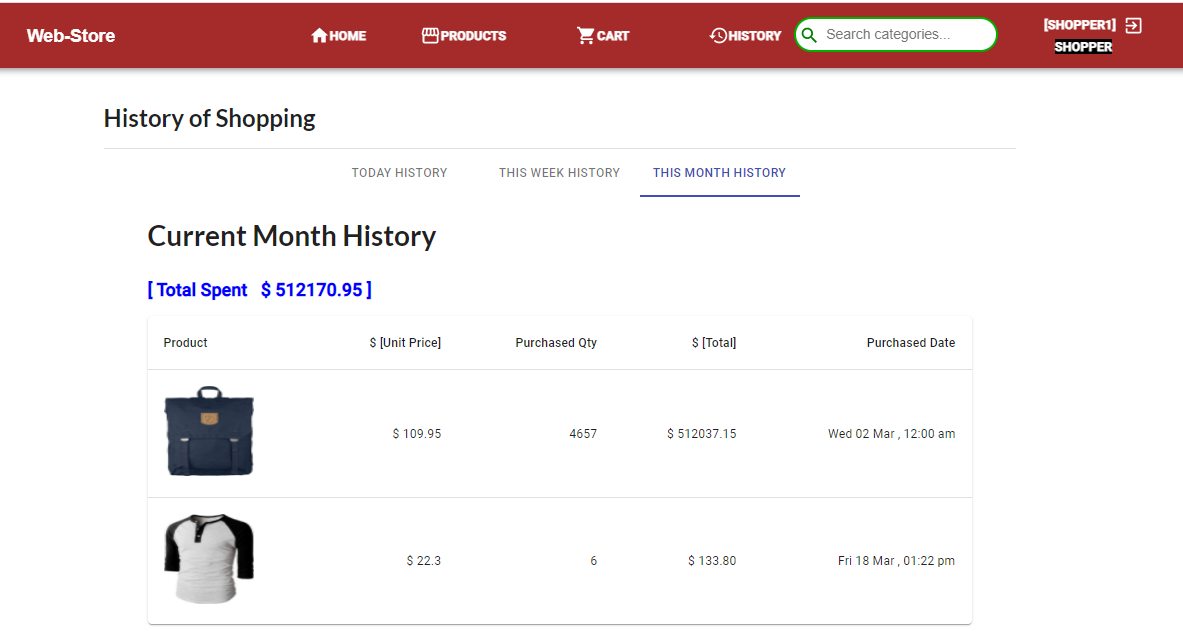 Web-Store
HOME
PRODUCTS
CART
HISTORY
Search categories...
[SHOPPER1]
SHOPPER
History of Shopping
TODAY HISTORY
THIS WEEK HISTORY
THIS MONTH HISTORY
Current Month History
[ Total Spent $ 512170.95 ]
Product $ [Unit Price] Purchased Qty $ [Total] Purchased Date
$ 109.95 4657 $ 512037.15 Wed 02 Mar , 12:00 am
$ 22.3 6 $ 133.80 Fri 18 Mar , 01:22 pm